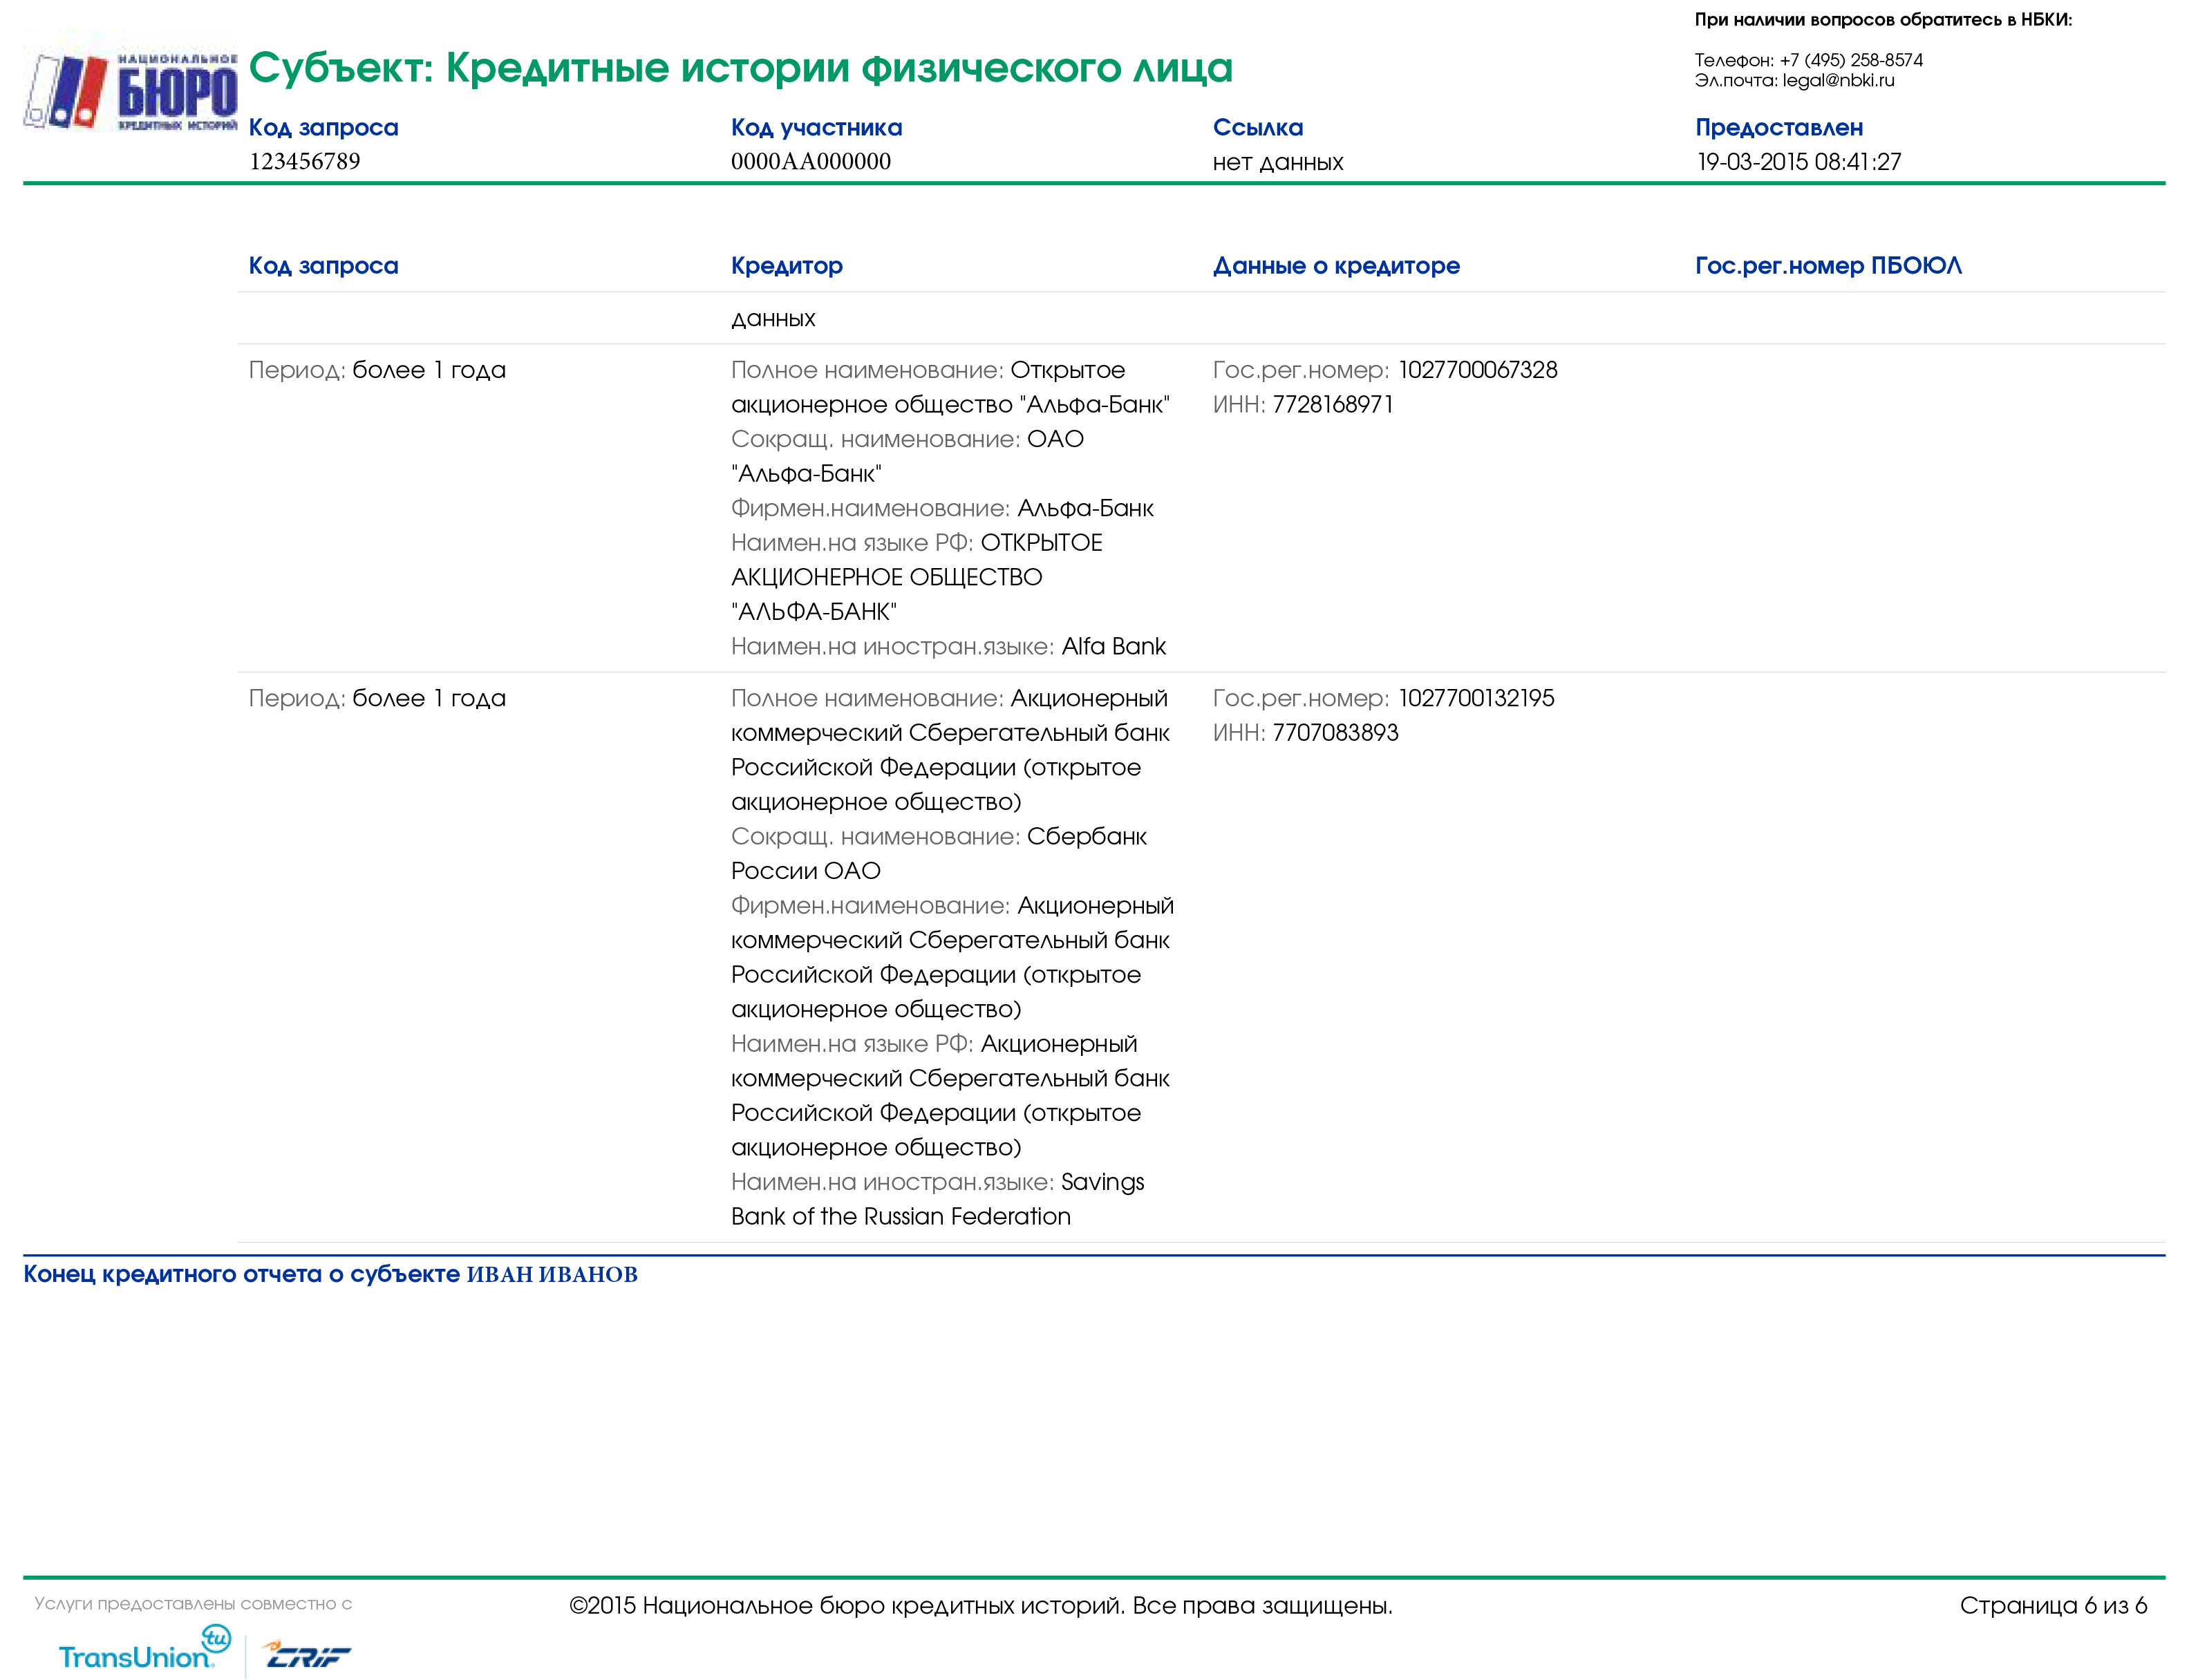 При наличии вопросов обратитесь в НБКИ:
Телефон: +7 (495) 258-8574
Эл.почта: legal@nbki.ru
НАЦИОНАЛЬНОЕ
БЮРО
КРЕДИТНЫХ ИСТОРИЙ
Субъект: Кредитные истории физического лица
Код запроса Код участника Ссылка Предоставлен
123456789 0000AA000000 нет данных 19-03-2015 08:41:27
Код запроса Кредитор Данные о кредиторе Гос.рег.номер ПБОЮЛ
данных
Период: более 1 года Полное наименование: Открытое Гос.рег.номер: 1027700067328
акционерное общество "Альфа-Банк" ИНН: 7728168971
Сокращ. наименование: ОАО
"Альфа-Банк"
Фирмен.наименование: Альфа-Банк
Наимен.на языке РФ: ОТКРЫТОЕ
АКЦИОНЕРНОЕ ОБЩЕСТВО
"АЛЬФА-БАНК"
Наимен.на иностран.языке: Alfa Bank
Период: более 1 года Полное наименование: Акционерный Гос.рег.номер: 1027700132195
коммерческий Сберегательный банк ИНН: 7707083893
Российской Федерации (открытое
акционерное общество)
Сокращ. наименование: Сбербанк
России ОАО
Фирмен.наименование: Акционерный
коммерческий Сберегательный банк
Российской Федерации (открытое
акционерное общество)
Наимен.на языке РФ: Акционерный
коммерческий Сберегательный банк
Российской Федерации (открытое
акционерное общество)
Наимен.на иностран.языке: Savings
Bank of the Russian Federation
Конец кредитного отчета о субъекте ИВАН ИВАНОВ
Услуги предоставлены совместно с ©2015 Национальное бюро кредитных историй. Все права защищены. Страница 6 из 6
TransUnion tu CRIF